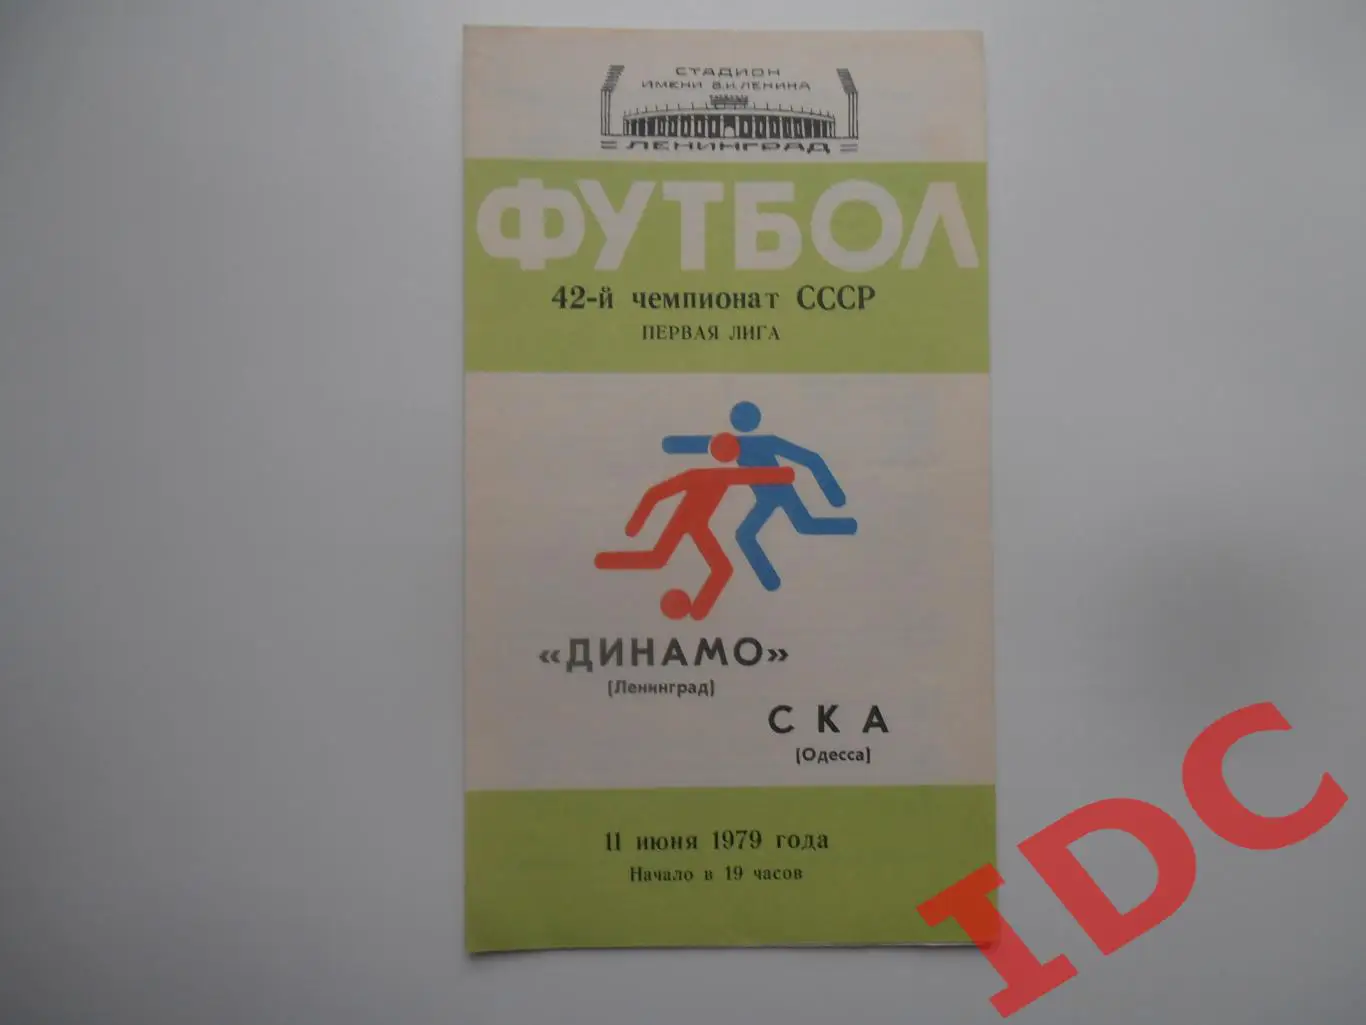 СТАДИОН
ИМЕНИ В.И.ЛЕНИНА
ЛЕНИНГРАД
ФУТБОЛ
42-й чемпионат СССР
ПЕРВАЯ ЛИГА
«ДИНАМО»
(Ленинград)
СКА
(Одесса)
11 июня 1979 года
Начало в 19 часов
IDC